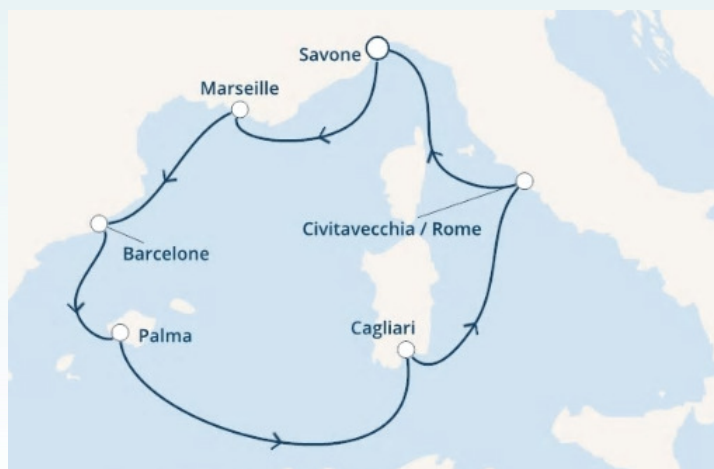 Savone
Marseille
Civitavecchia / Rome
Barcelone
Cagliari
Palma